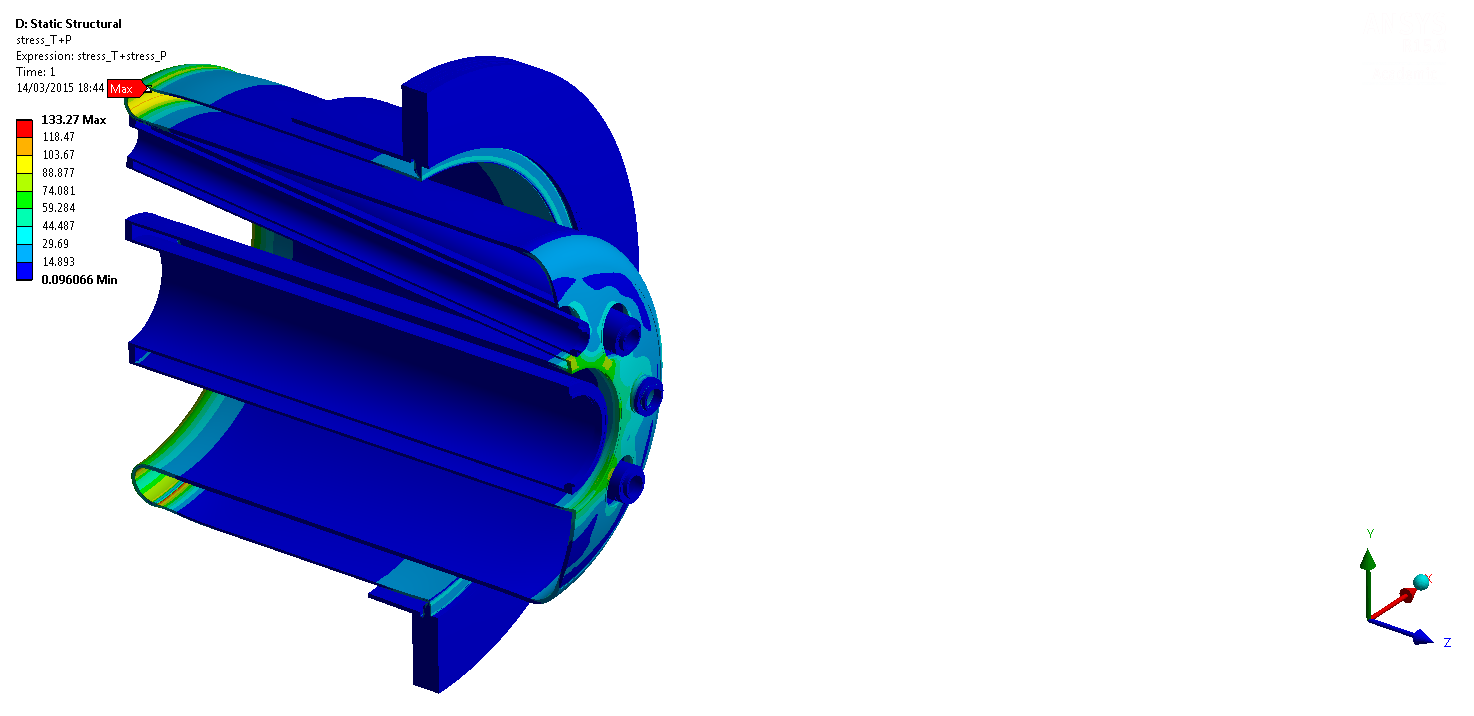 D: Static Structural
stress_T+P
Expression: stress_T+stress_P
Time: 1
14/03/2015 18:44
Max
133.27 Max
118.47
103.67
88.877
74.081
59.284
44.487
29.69
14.893
0.096066 Min
Y
X
Z